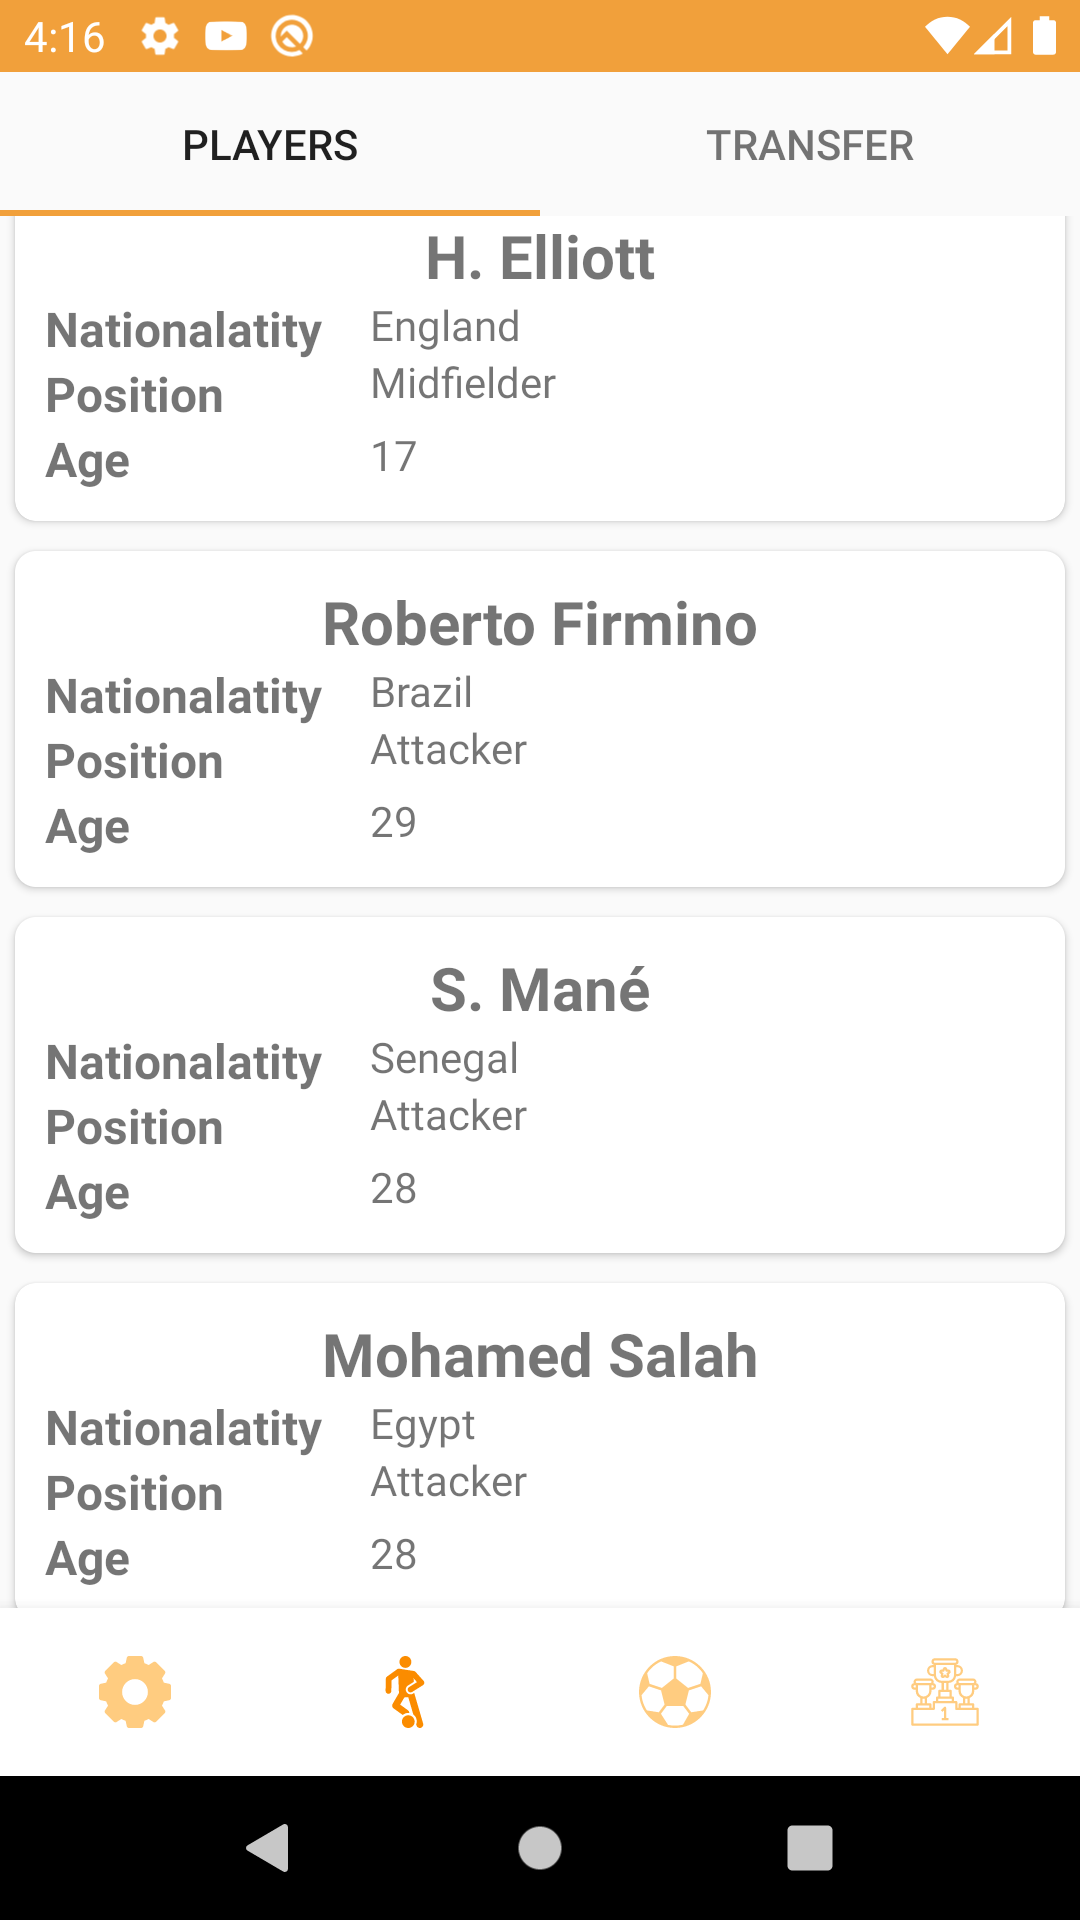 4:16
PLAYERS
TRANSFER
H. Elliott
Nationalatity England
Position Midfielder
Age 17
Roberto Firmino
Nationalatity Brazil
Position Attacker
Age 29
S. Mané
Nationalatity Senegal
Position Attacker
Age 28
Mohamed Salah
Nationalatity Egypt
Position Attacker
Age 28
1